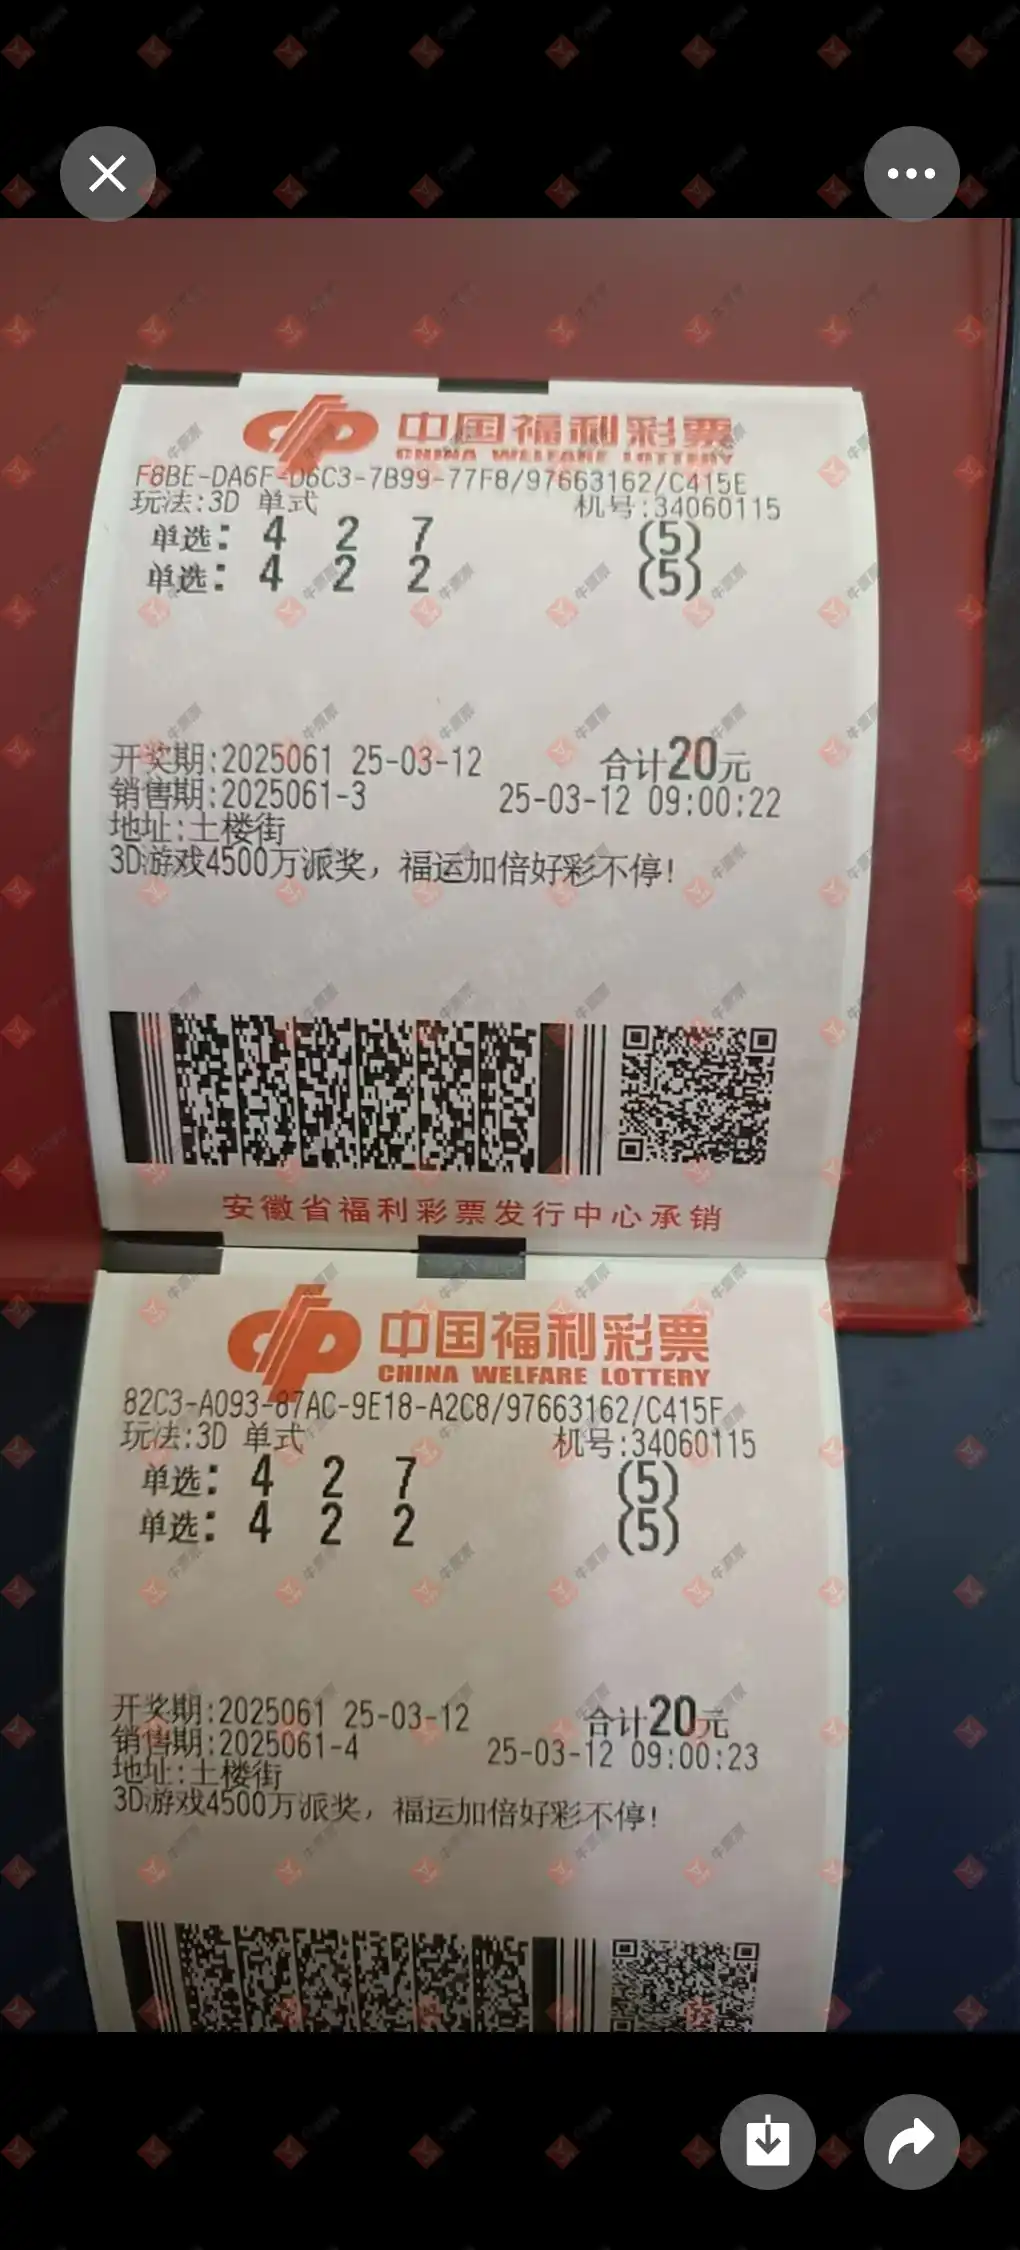 中国福利彩票
CHINA WELFARE LOTTERY
F8BE-DA6F-D6C3-7B99-77F8/97663162/C415E
玩法:3D 单式 机号:34060115
单选: 4 2 7 (5)
单选: 4 2 2 (5)
开奖期:2025061 25-03-12 合计20元
销售期:2025061-3 25-03-12 09:00:22
地址:土楼街
3D游戏4500万派奖，福运加倍好彩不停!
安徽省福利彩票发行中心承销
中国福利彩票
CHINA WELFARE LOTTERY
82C3-A093-87AC-9E18-A2C8/97663162/C415F
玩法:3D 单式 机号:34060115
单选: 4 2 7 (5)
单选: 4 2 2 (5)
开奖期:2025061 25-03-12 合计20元
销售期:2025061-4 25-03-12 09:00:23
地址:土楼街
3D游戏4500万派奖，福运加倍好彩不停!